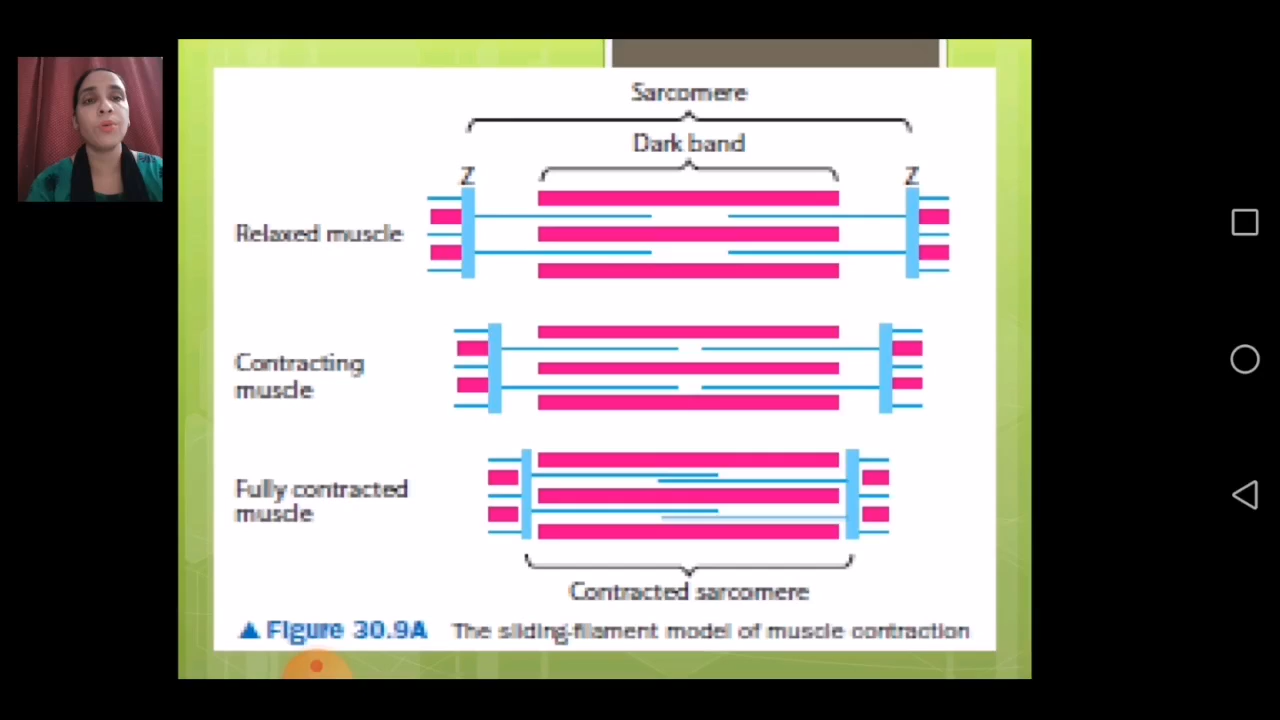 Sarcomere
Dark band
Z Z
Relaxed muscle
Contracting
muscle
Fully contracted
muscle
Contracted sarcomere
▲ Figure 30.9A The sliding-filament model of muscle contraction